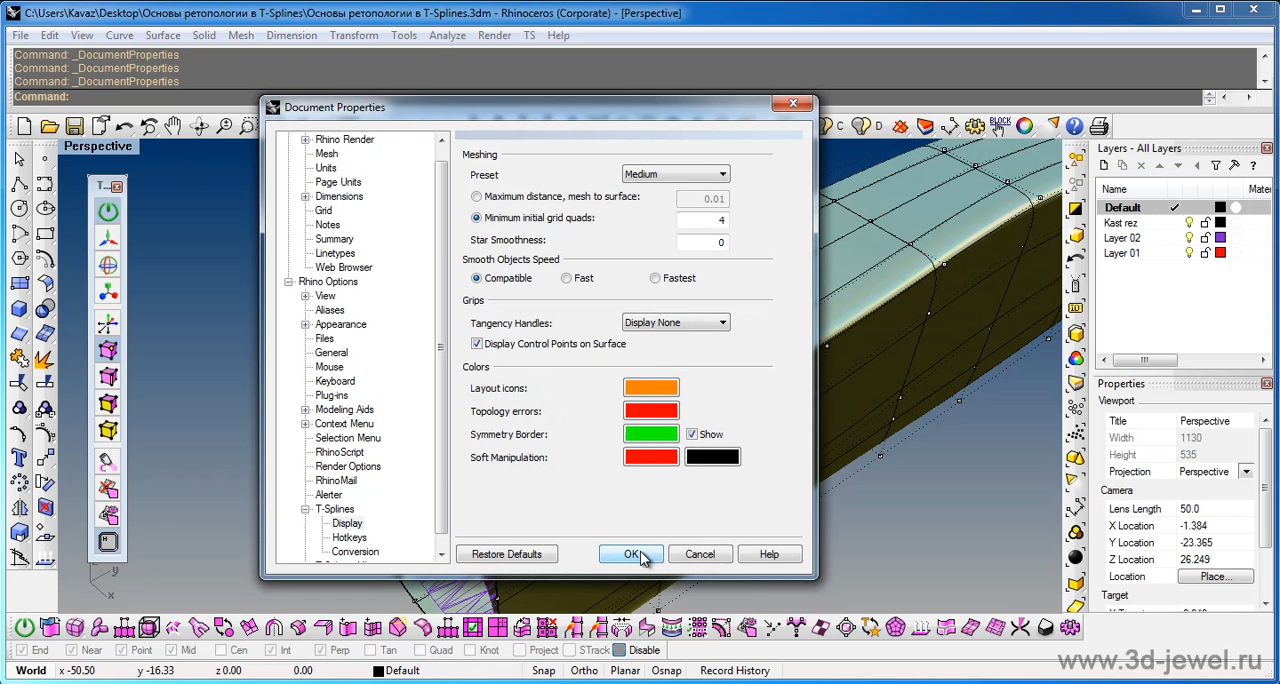 C:\Users\Kavaz\Desktop\Основы ретопологии в T-Splines\Основы ретопологии в T-Splines.3dm - Rhinoceros (Corporate) - [Perspective]
File Edit View Curve Surface Solid Mesh Dimension Transform Tools Analyze Render TS Help
Command: _DocumentProperties
Command: _DocumentProperties
Command: _DocumentProperties
Command:
C D BLOCK
Perspective
T...
Document Properties
Rhino Render
Mesh
Units
Page Units
Dimensions
Grid
Notes
Summary
Linetypes
Web Browser
Rhino Options
View
Aliases
Appearance
Files
General
Mouse
Keyboard
Plug-ins
Modeling Aids
Context Menu
Selection Menu
RhinoScript
Render Options
RhinoMail
Alerter
T-Splines
Display
Hotkeys
Conversion
Meshing
Preset Medium
Maximum distance, mesh to surface: 0.01
Minimum initial grid quads: 4
Star Smoothness: 0
Smooth Objects Speed
Compatible Fast Fastest
Grips
Tangency Handles: Display None
Display Control Points on Surface
Colors
Layout icons:
Topology errors:
Symmetry Border: Show
Soft Manipulation:
Restore Defaults OK Cancel Help
Layers - All Layers
Name Mater
Default
Kast rez
Layer 02
Layer 01
Properties
Viewport
Title Perspective
Width 1130
Height 535
Projection Perspective
Camera
Lens Length 50.0
X Location -1.384
Y Location -23.365
Z Location 26.249
Location Place...
Target
y
x
End Near Point Mid Cen Int Perp Tan Quad Knot Project STrack Disable
World x -50.50 y -16.33 z 0.00 0.00 Default Snap Ortho Planar Osnap Record History
www.3d-jewel.ru